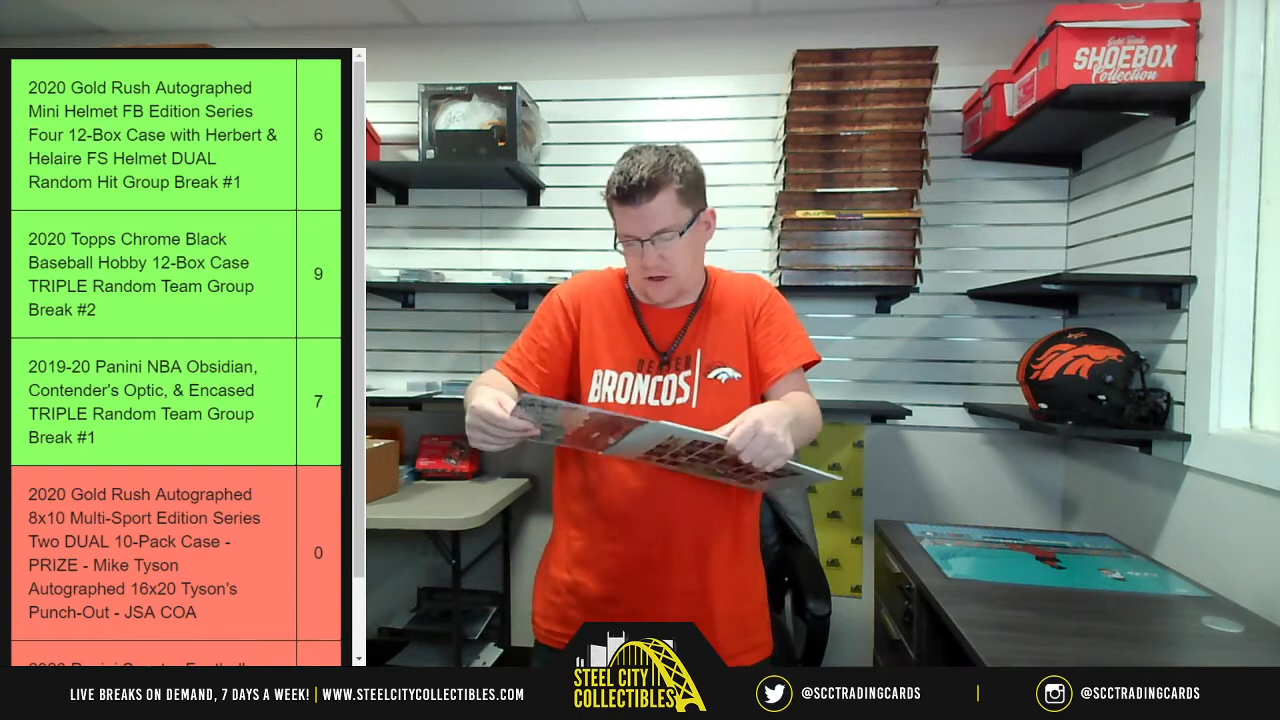 2020 Gold Rush Autographed
Mini Helmet FB Edition Series
Four 12-Box Case with Herbert &
Helaire FS Helmet DUAL
Random Hit Group Break #1
6
2020 Topps Chrome Black
Baseball Hobby 12-Box Case
TRIPLE Random Team Group
Break #2
9
2019-20 Panini NBA Obsidian,
Contender's Optic, & Encased
TRIPLE Random Team Group
Break #1
7
2020 Gold Rush Autographed
8x10 Multi-Sport Edition Series
Two DUAL 10-Pack Case -
PRIZE - Mike Tyson
Autographed 16x20 Tyson's
Punch-Out - JSA COA
0
Gold Rush
SHOEBOX
Collection
DENVER
BRONCOS
LIVE BREAKS ON DEMAND, 7 DAYS A WEEK! | WWW.STEELCITYCOLLECTIBLES.COM
STEEL CITY
COLLECTIBLES
@SCCTRADINGCARDS
@SCCTRADINGCARDS